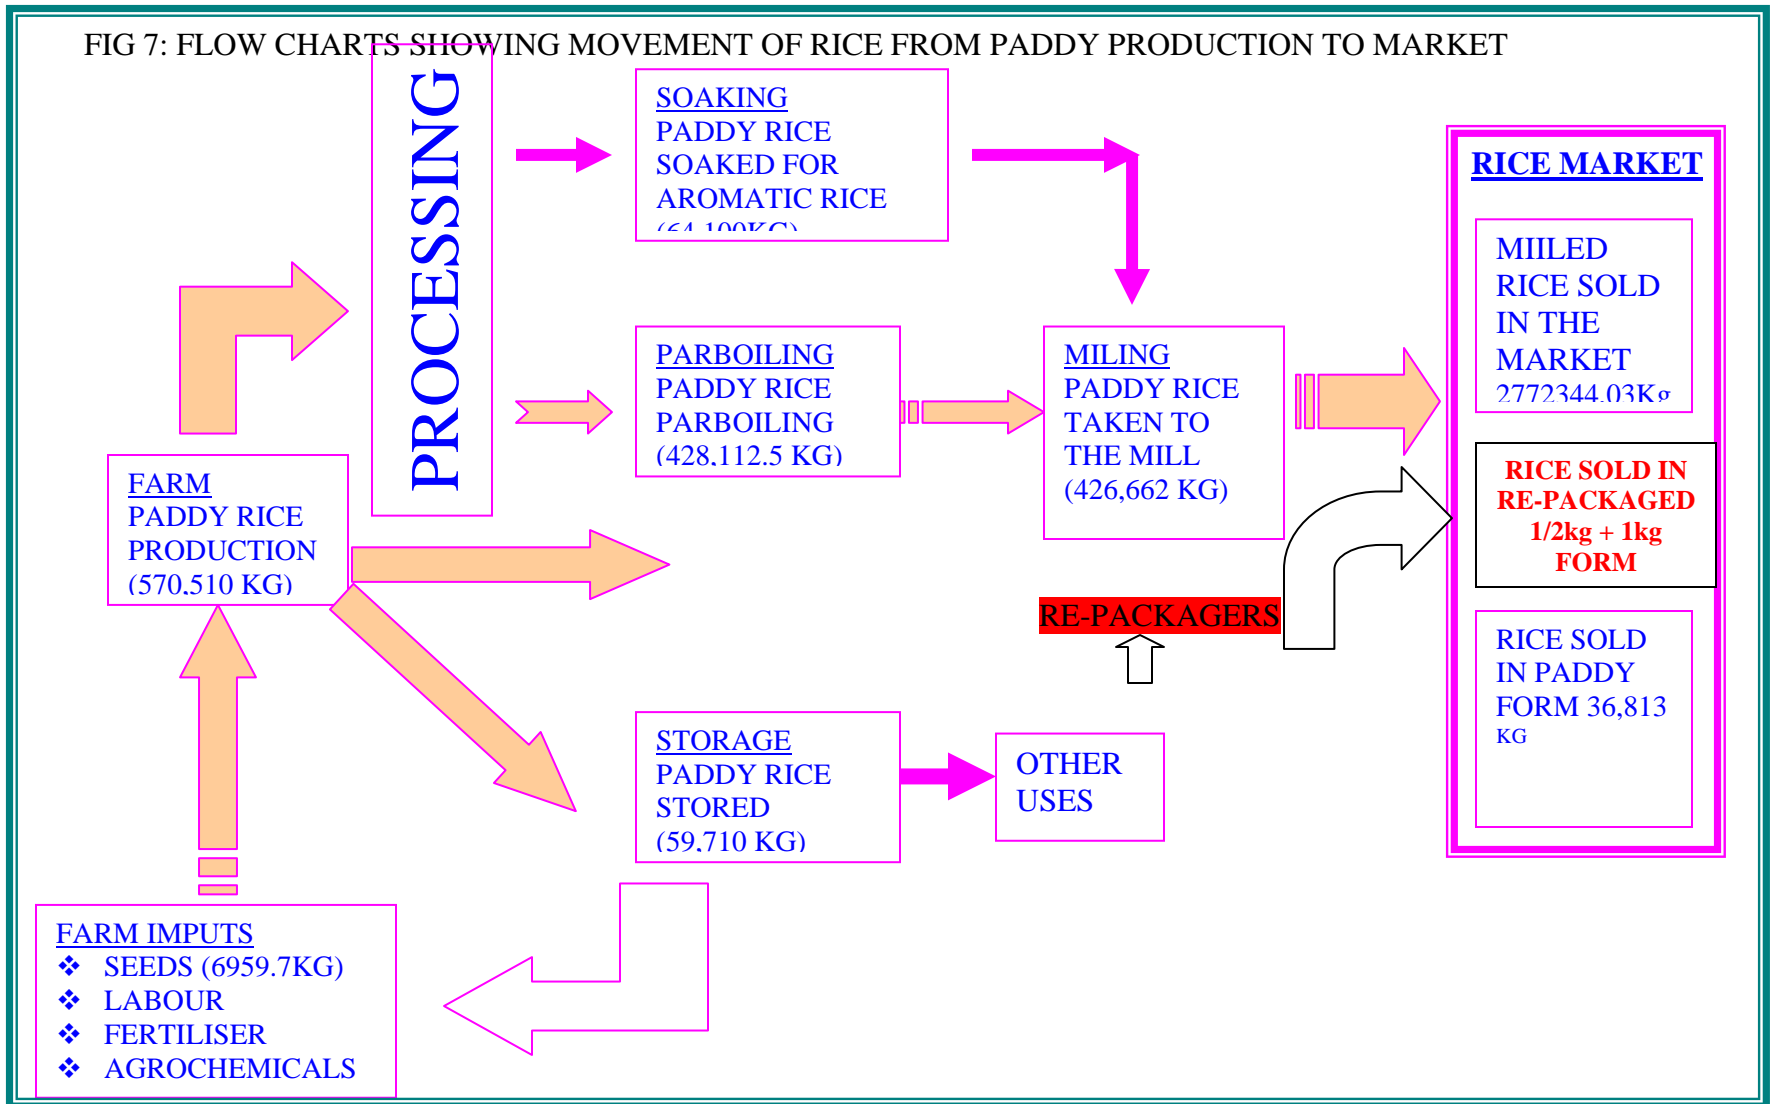 FIG 7: FLOW CHARTS SHOWING MOVEMENT OF RICE FROM PADDY PRODUCTION TO MARKET
PROCESSING
SOAKING
PADDY RICE
SOAKED FOR
AROMATIC RICE
(64,100KG)
RICE MARKET
MIILED
RICE SOLD
IN THE
MARKET
2772344.03Kg
PARBOILING
PADDY RICE
PARBOILING
(428,112.5 KG)
MILING
PADDY RICE
TAKEN TO
THE MILL
(426,662 KG)
FARM
PADDY RICE
PRODUCTION
(570,510 KG)
RICE SOLD IN
RE-PACKAGED
1/2kg + 1kg
FORM
RE-PACKAGERS
RICE SOLD
IN PADDY
FORM 36,813
KG
STORAGE
PADDY RICE
STORED
(59,710 KG)
OTHER
USES
FARM IMPUTS
❖ SEEDS (6959.7KG)
❖ LABOUR
❖ FERTILISER
❖ AGROCHEMICALS